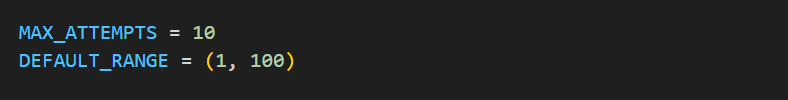 MAX_ATTEMPTS = 10
DEFAULT_RANGE = (1, 100)